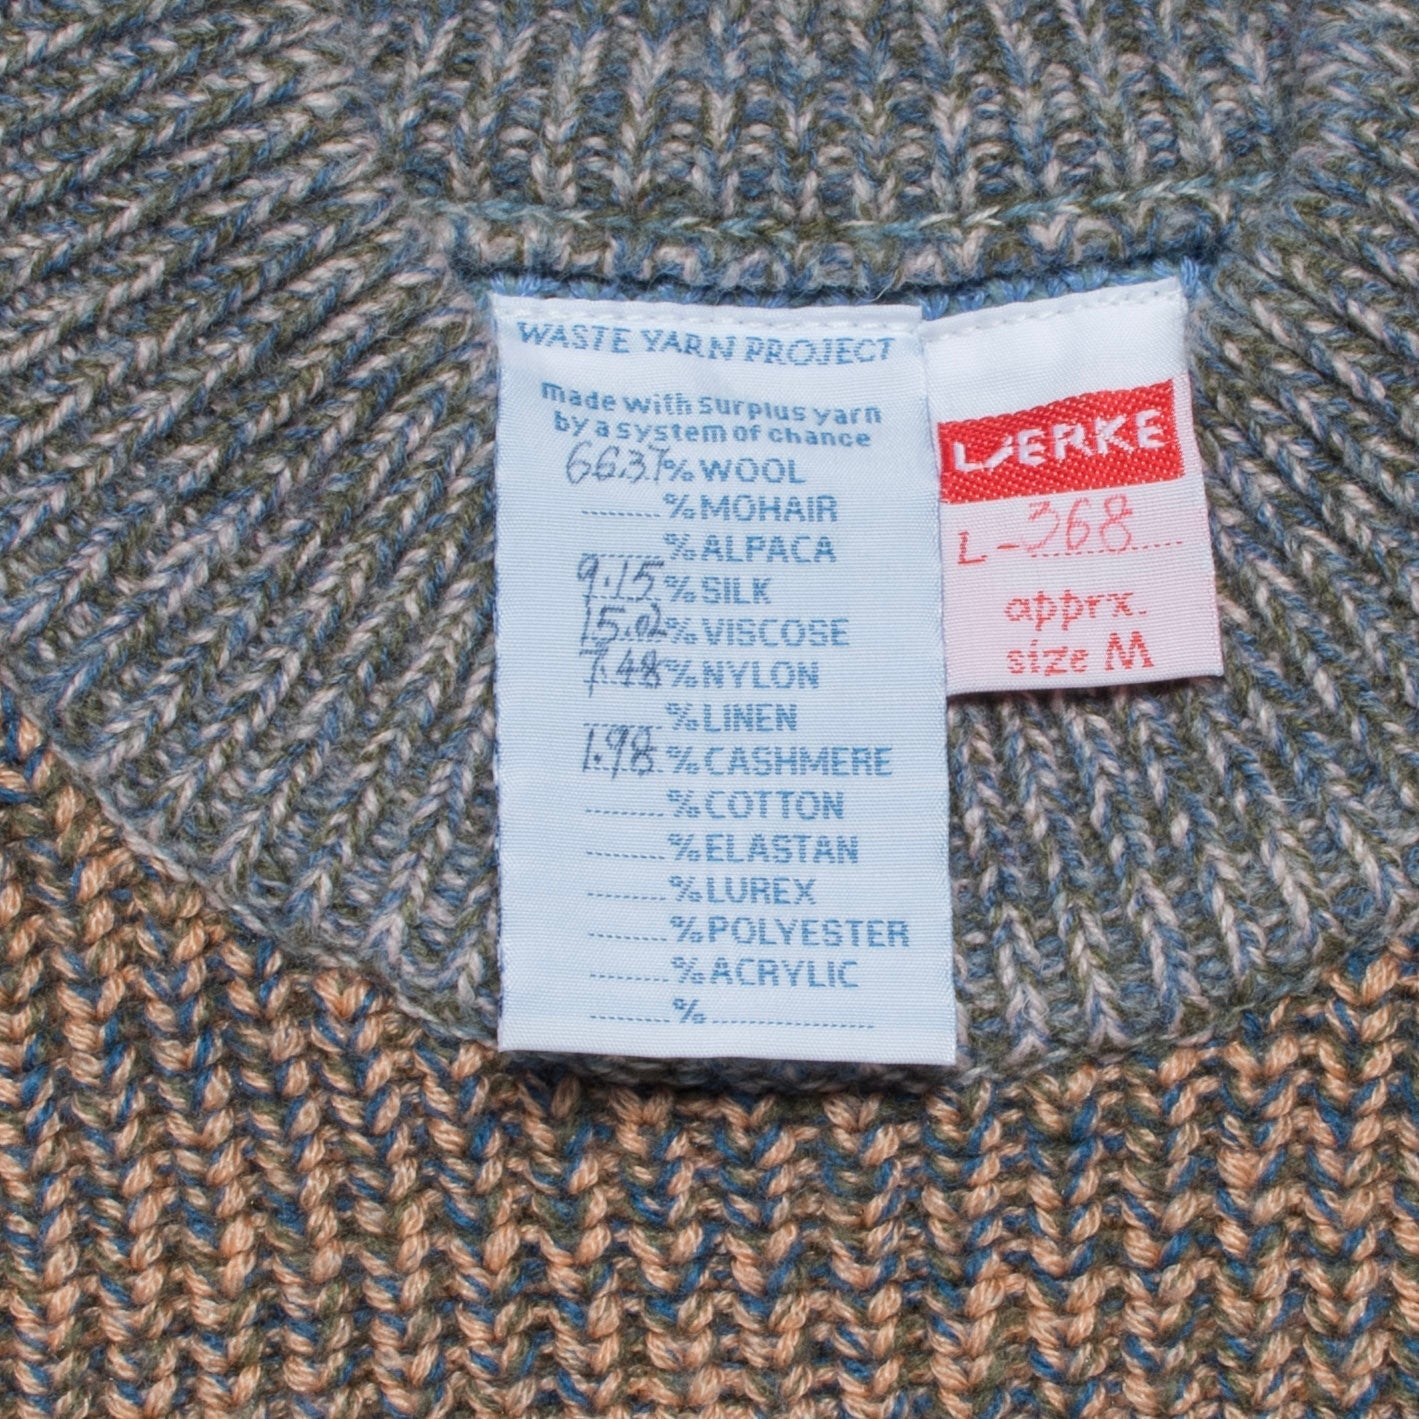 WASTE YARN PROJECT
made with surplus yarn
by a system of chance
66.37% WOOL
........% MOHAIR
........% ALPACA
9.15% SILK
15.02% VISCOSE
7.48% NYLON
........% LINEN
1.98% CASHMERE
........% COTTON
........% ELASTAN
........% LUREX
........% POLYESTER
........% ACRYLIC
........% ................
WERKE
L-368
apprx.
size M